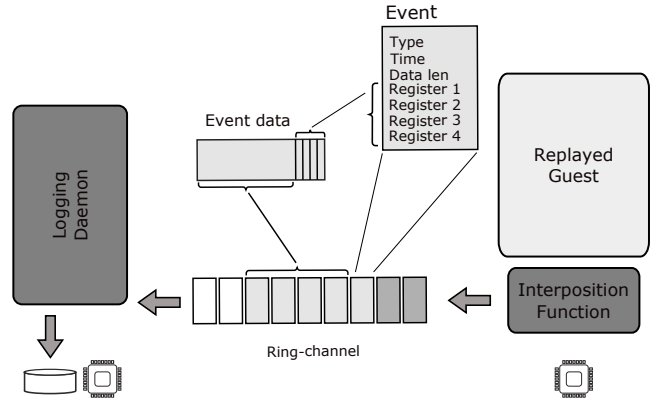 Event
Type
Time
Data len
Register 1
Register 2
Register 3
Register 4
Event data
Logging
Daemon
Replayed
Guest
Interposition
Function
Ring-channel